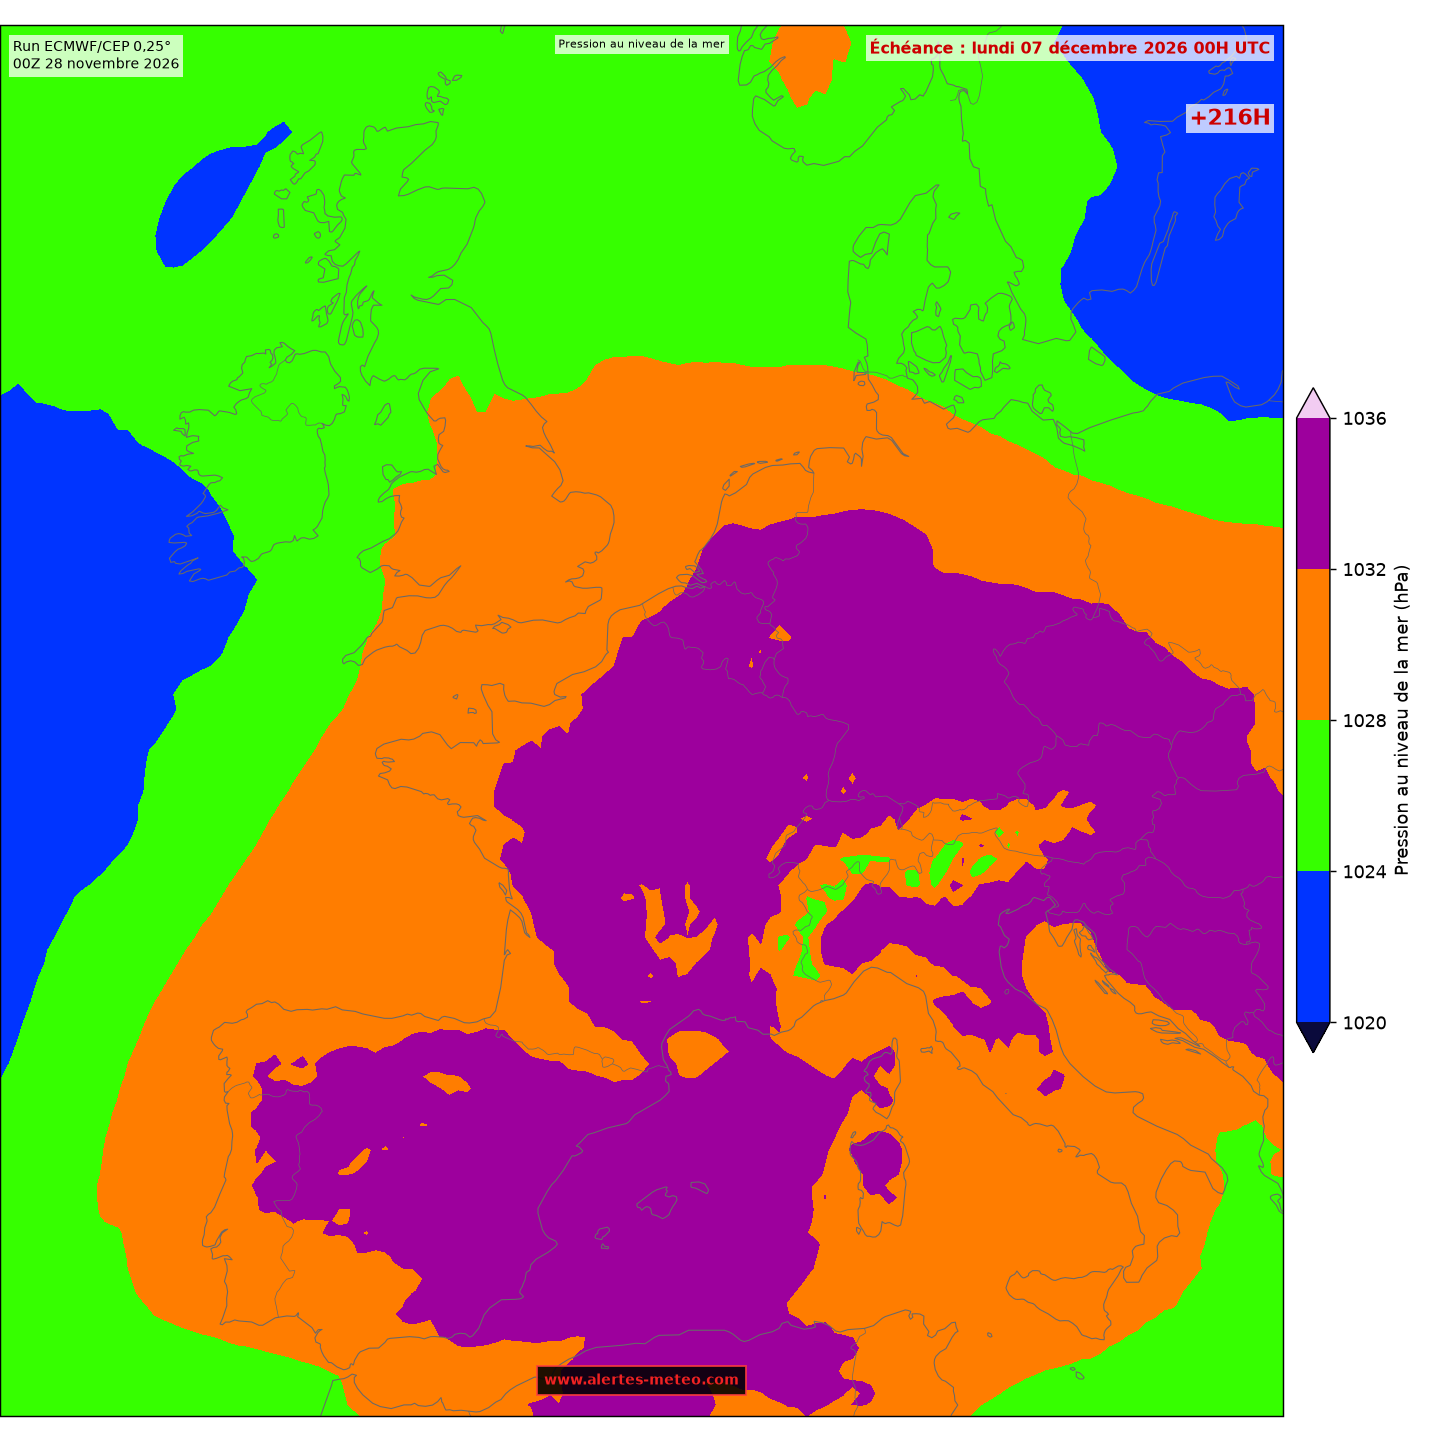 Run ECMWF/CEP 0,25°
00Z 28 novembre 2026
Pression au niveau de la mer
Échéance : lundi 07 décembre 2026 00H UTC
+216H
1036
1032
1028
1024
1020
Pression au niveau de la mer (hPa)
www.alertes-meteo.com